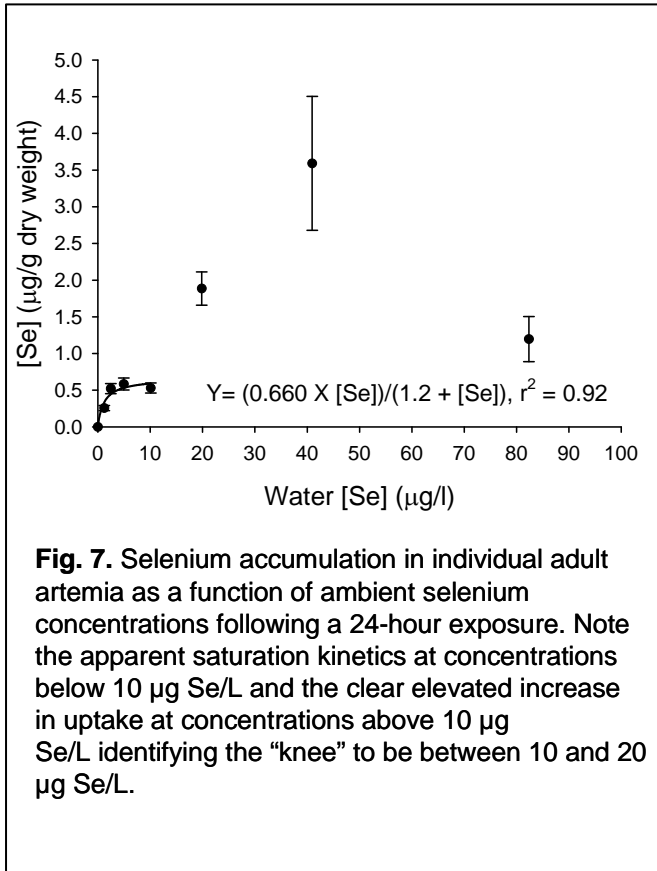 5.0
4.5
4.0
3.5
3.0
2.5
2.0
1.5
1.0
0.5
0.0
[Se] (µg/g dry weight)
Y= (0.660 X [Se])/(1.2 + [Se]), r² = 0.92
0 10 20 30 40 50 60 70 80 90 100
Water [Se] (µg/l)
Fig. 7. Selenium accumulation in individual adult
artemia as a function of ambient selenium
concentrations following a 24-hour exposure. Note
the apparent saturation kinetics at concentrations
below 10 µg Se/L and the clear elevated increase
in uptake at concentrations above 10 µg
Se/L identifying the “knee” to be between 10 and 20
µg Se/L.